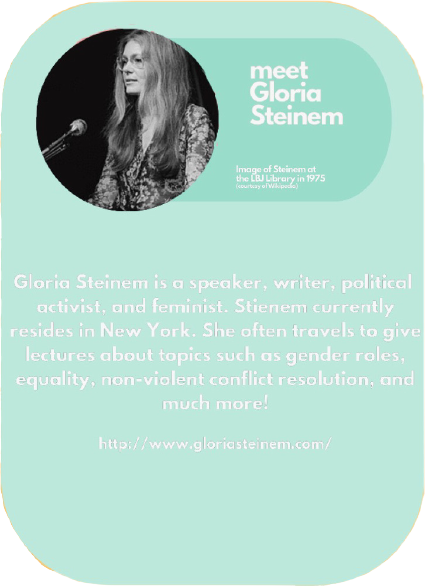 meet
Gloria
Steinem
Image of Steinem at
the LBJ Library in 1975
(courtesy of Wikipedia)
Gloria Steinem is a speaker, writer, political
activist, and feminist. Stienem currently
resides in New York. She often travels to give
lectures about topics such as gender roles,
equality, non-violent conflict resolution, and
much more!
http://www.gloriasteinem.com/